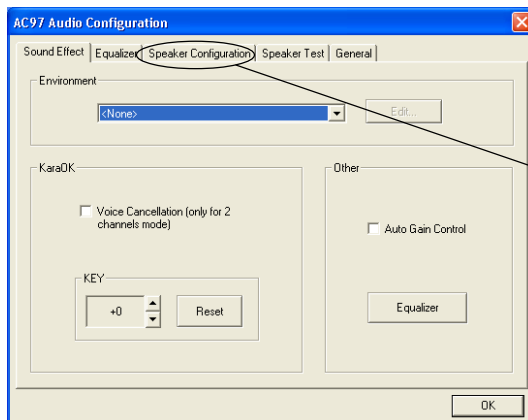 AC97 Audio Configuration
Sound Effect Equalizer Speaker Configuration Speaker Test General
Environment
<None>
Edit...
KaraOK
Voice Cancellation (only for 2
channels mode)
KEY
+0
Reset
Other
Auto Gain Control
Equalizer
OK